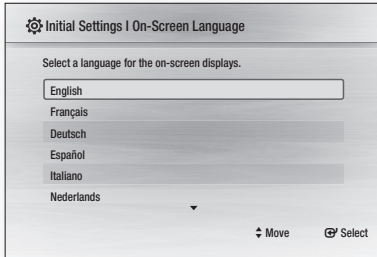 Initial Settings I On-Screen Language
Select a language for the on-screen displays.
English
Français
Deutsch
Español
Italiano
Nederlands
Move Select